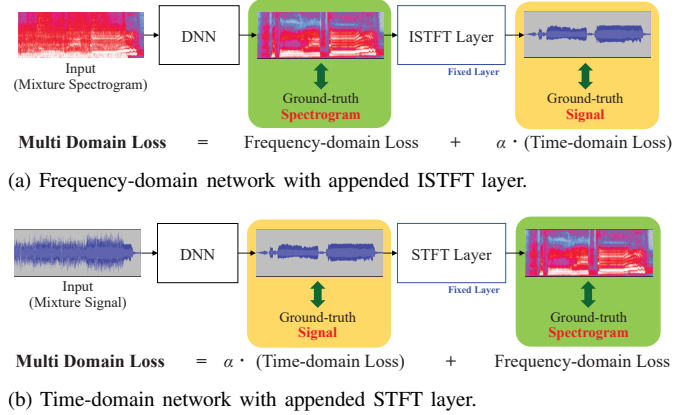 DNN
ISTFT Layer
Input
(Mixture Spectrogram)
Fixed Layer
Ground-truth
Spectrogram
Ground-truth
Signal
Multi Domain Loss = Frequency-domain Loss + α · (Time-domain Loss)
(a) Frequency-domain network with appended ISTFT layer.
DNN
STFT Layer
Input
(Mixture Signal)
Fixed Layer
Ground-truth
Signal
Ground-truth
Spectrogram
Multi Domain Loss = α · (Time-domain Loss) + Frequency-domain Loss
(b) Time-domain network with appended STFT layer.